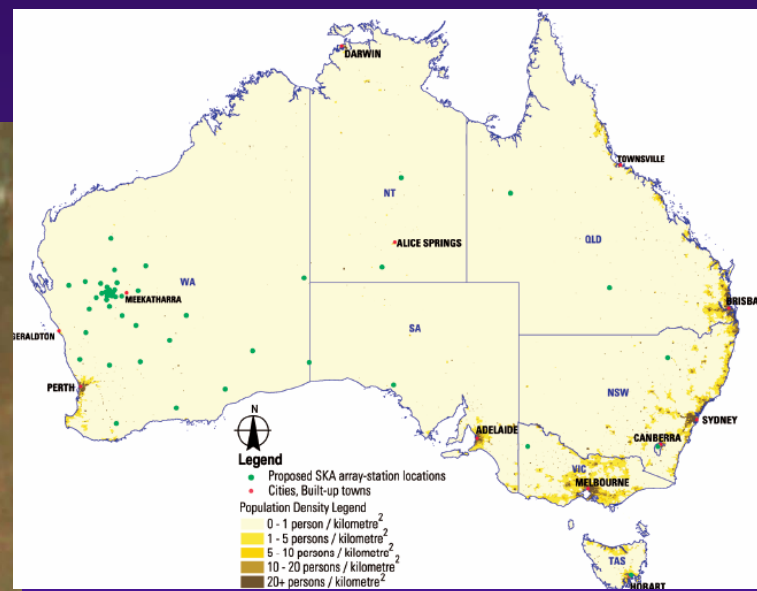 DARWIN
TOWNSVILLE
NT
ALICE SPRINGS
QLD
WA
MEEKATHARRA
BRISBA
GERALDTON
SA
NSW
PERTH
ADELAIDE
SYDNEY
CANBERRA
VIC
MELBOURNE
TAS
HOBART
N
Legend
Proposed SKA array-station locations
Cities, Built-up towns
Population Density Legend
0 - 1 person / kilometre²
1 - 5 persons / kilometre²
5 - 10 persons / kilometre²
10 - 20 persons / kilometre²
20+ persons / kilometre²